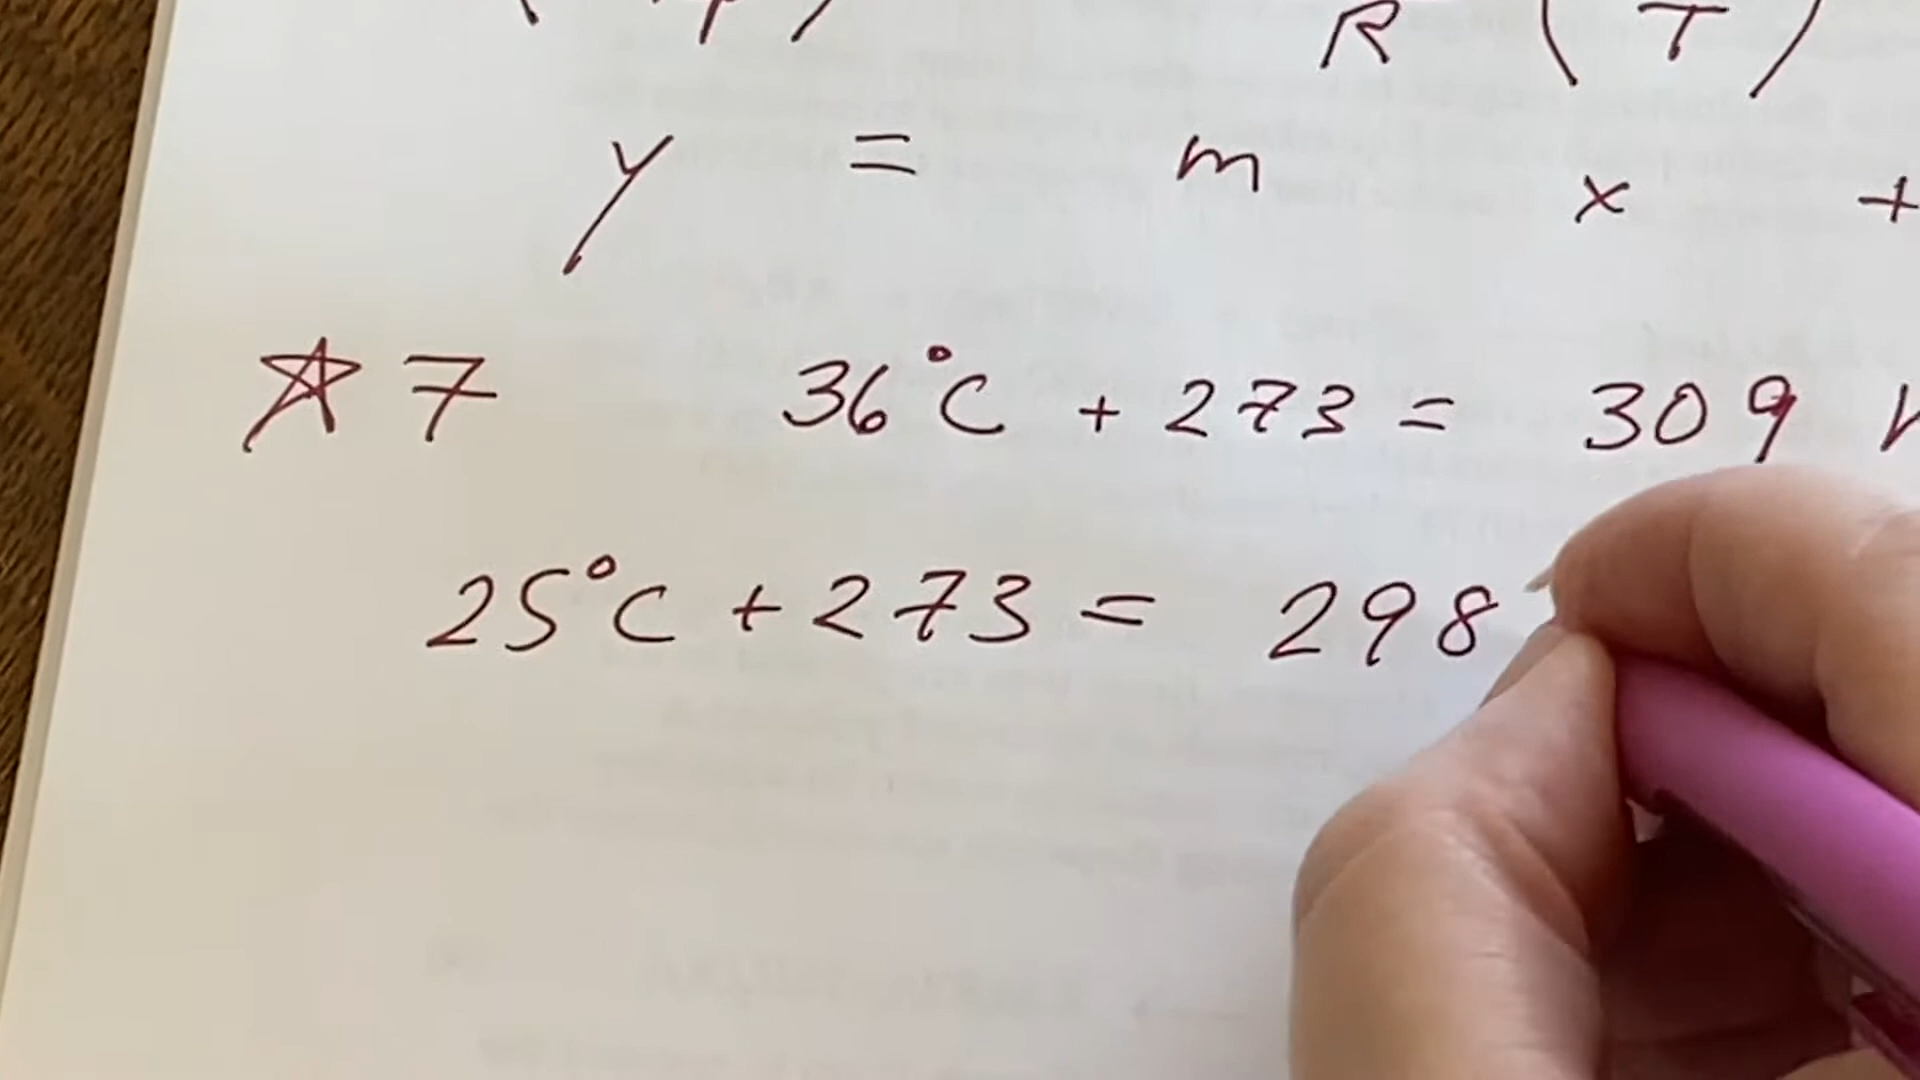 R ( T )
y = m x +
☆ 7 36°C + 273 = 309
25°C + 273 = 298